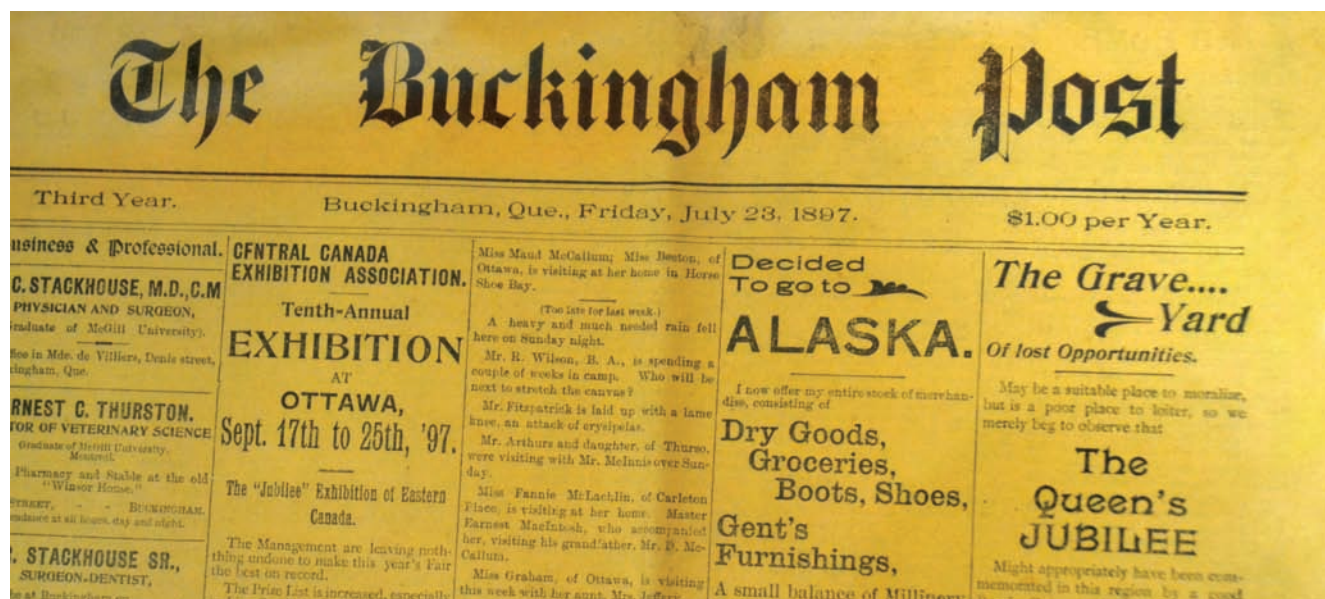 The Buckingham Post
Third Year.
Buckingham, Que., Friday, July 23, 1897.
$1.00 per Year.
usiness & Professional.
C. STACKHOUSE, M.D., C.M
PHYSICIAN AND SURGEON,
raduate of McGill University).
fice in Mde. de Villiers, Denis street,
kingham, Que.
RNEST C. THURSTON.
TOR OF VETERINARY SCIENCE
Graduate of McGill University,
Montreal.
Pharmacy and Stable at the old
"Winsor House,"
STREET, - - BUCKINGHAM.
endance at all hours, day and night.
. STACKHOUSE SR.,
SURGEON-DENTIST,
CENTRAL CANADA
EXHIBITION ASSOCIATION.
Tenth-Annual
EXHIBITION
AT
OTTAWA,
Sept. 17th to 25th, '97.
The "Jubilee" Exhibition of Eastern
Canada.
The Management are leaving noth-
thing undone to make this year's Fair
the best on record.
The Prize List is increased, especially
Miss Maud McCallum; Miss Beeton, of
Ottawa, is visiting at her home in Horse
Shoe Bay.
(Too late for last week.)
A heavy and much needed rain fell
here on Sunday night.
Mr. R. Wilson, B. A., is spending a
couple of weeks in camp. Who will be
next to stretch the canvas?
Mr. Fitzpatrick is laid up with a lame
knee, an attack of erysipelas.
Mr. Arthurs and daughter, of Thurso,
were visiting with Mr. McInnis over Sun-
day.
Miss Fannie McLachlin, of Carleton
Place, is visiting at her home. Master
Earnest MacIntosh, who accompanied
her, visiting his grandfather, Mr. D. Mc-
Callum.
Miss Graham, of Ottawa, is visiting
this week with her aunt, Mrs.
Decided
To go to
ALASKA.
I now offer my entire stock of merchan-
dise, consisting of
Dry Goods,
Groceries,
Boots, Shoes,
Gent's
Furnishings,
A small balance of Millinery
The Grave....
Yard
Of lost Opportunities.
May be a suitable place to moralize,
but is a poor place to loiter, so we
merely beg to observe that
The
Queen's
JUBILEE
Might appropriately have been com-
memorated in this region by a good